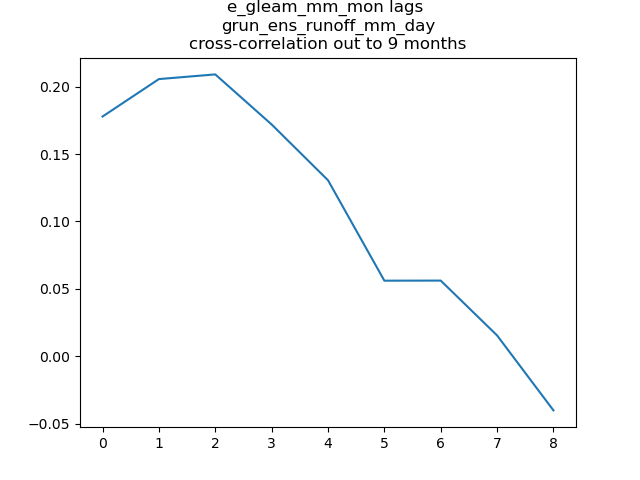 e_gleam_mm_mon lags
grun_ens_runoff_mm_day
cross-correlation out to 9 months
0.20
0.15
0.10
0.05
0.00
−0.05
0 1 2 3 4 5 6 7 8